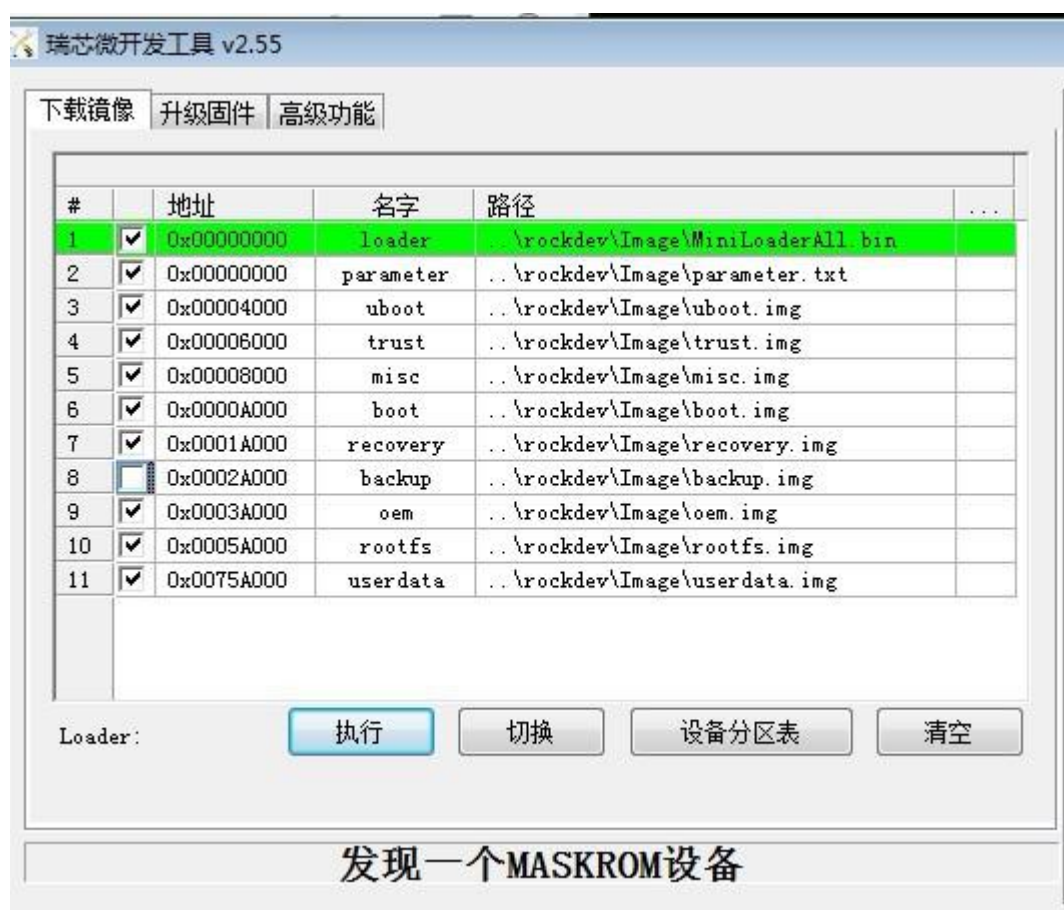 瑞芯微开发工具 v2.55
下载镜像 升级固件 高级功能
# 地址 名字 路径 ...
1 0x00000000 loader ..\rockdev\Image\MiniLoaderAll.bin
2 0x00000000 parameter ..\rockdev\Image\parameter.txt
3 0x00004000 uboot ..\rockdev\Image\uboot.img
4 0x00006000 trust ..\rockdev\Image\trust.img
5 0x00008000 misc ..\rockdev\Image\misc.img
6 0x0000A000 boot ..\rockdev\Image\boot.img
7 0x0001A000 recovery ..\rockdev\Image\recovery.img
8 0x0002A000 backup ..\rockdev\Image\backup.img
9 0x0003A000 oem ..\rockdev\Image\oem.img
10 0x0005A000 rootfs ..\rockdev\Image\rootfs.img
11 0x0075A000 userdata ..\rockdev\Image\userdata.img
Loader: 执行 切换 设备分区表 清空
发现一个MASKROM设备